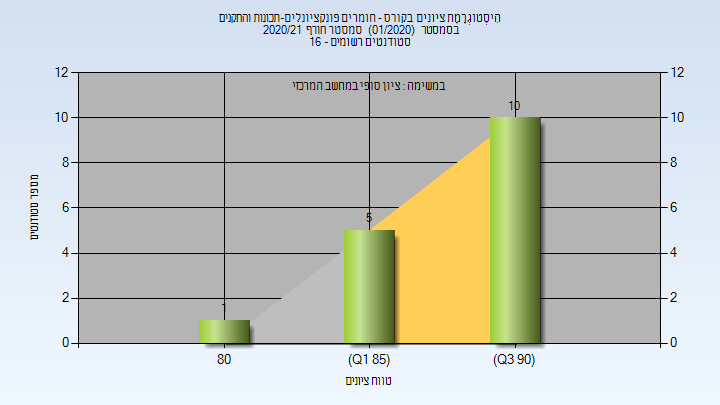 היסטוגרמת ציונים בקורס - חומרים פונקציונלים-תכונות והתקנים
בסמסטר (01/2020) סמסטר חורף 2020/21
סטודנטים רשומים - 16
במשימה : ציון סופי במחשב המרכזי
12 12
10 10
10
8 8
6 6
5
4 4
2 2
1
0 0
מספר סטודנטים
80 (Q1 85) (Q3 90)
טווח ציונים